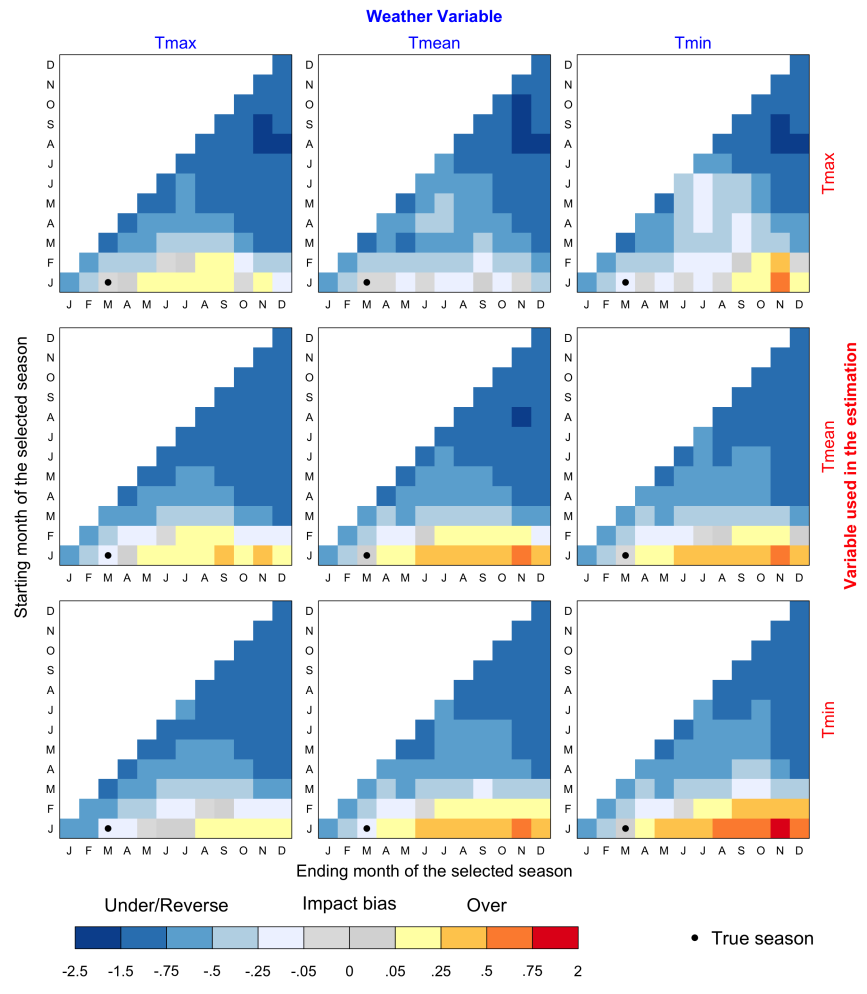 Weather Variable
Tmax Tmean Tmin
D D D
N N N
O O O
S S S
A A A
J J J
J J J
M M M
A A A
M M M
F F F
J J J
J F M A M J J A S O N D J F M A M J J A S O N D J F M A M J J A S O N D
Tmax
D D D
N N N
O O O
S S S
A A A
J J J
J J J
M M M
A A A
M M M
F F F
J J J
J F M A M J J A S O N D J F M A M J J A S O N D J F M A M J J A S O N D
Tmean
Starting month of the selected season
Variable used in the estimation
D D D
N N N
O O O
S S S
A A A
J J J
J J J
M M M
A A A
M M M
F F F
J J J
J F M A M J J A S O N D J F M A M J J A S O N D J F M A M J J A S O N D
Tmin
Ending month of the selected season
Under/Reverse Impact bias Over
-2.5 -1.5 -.75 -.5 -.25 -.05 0 .05 .25 .5 .75 2
True season